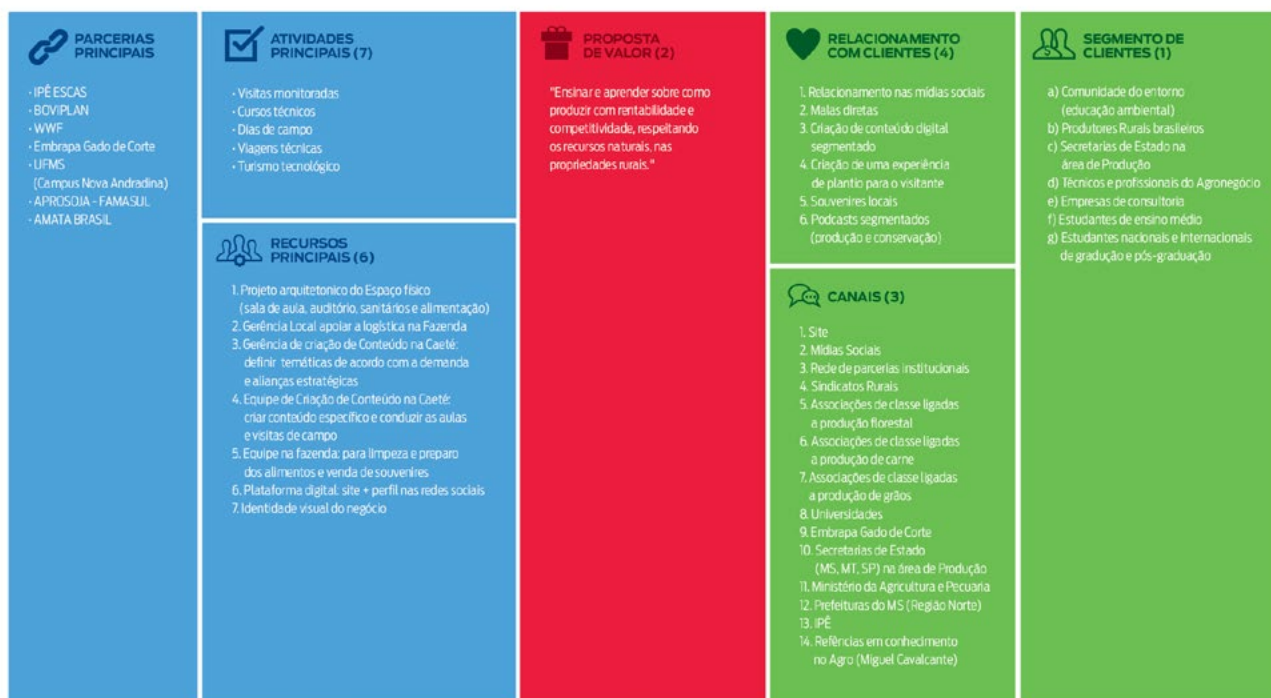 PARCERIAS
PRINCIPAIS
• IPÊ ESCAS
• BOVIPLAN
• WWF
• Embrapa Gado de Corte
• UFMS
(Campus Nova Andradina)
• APROSOJA - FAMASUL
• AMATA BRASIL
ATIVIDADES
PRINCIPAIS (7)
• Visitas monitoradas
• Cursos técnicos
• Dias de campo
• Viagens técnicas
• Turismo tecnológico
RECURSOS
PRINCIPAIS (6)
1. Projeto arquitetonico do Espaço físico
(sala de aula, auditório, sanitários e alimentação)
2. Gerência Local apoiar a logística na Fazenda
3. Gerência de criação de Conteúdo na Caeté:
definir temáticas de acordo com a demanda
e alianças estratégicas
4. Equipe de Criação de Conteúdo na Caeté:
criar conteúdo específico e conduzir as aulas
e visitas de campo
5. Equipe na fazenda: para limpeza e preparo
dos alimentos e venda de souvenires
6. Plataforma digital: site + perfil nas redes sociais
7. Identidade visual do negócio
PROPOSTA
DE VALOR (2)
"Ensinar e aprender sobre como
produzir com rentabilidade e
competitividade, respeitando
os recursos naturais, nas
propriedades rurais."
RELACIONAMENTO
COM CLIENTES (4)
1. Relacionamento nas mídias sociais
2. Malas diretas
3. Criação de conteúdo digital
segmentado
4. Criação de uma experiência
de plantio para o visitante
5. Souvenires locais
6. Podcasts segmentados
(produção e conservação)
CANAIS (3)
1. Site
2. Mídias Sociais
3. Rede de parcerias institucionais
4. Sindicatos Rurais
5. Associações de classe ligadas
a produção florestal
6. Associações de classe ligadas
a produção de carne
7. Associações de classe ligadas
a produção de grãos
8. Universidades
9. Embrapa Gado de Corte
10. Secretarias de Estado
(MS, MT, SP) na área de Produção
11. Ministério da Agricultura e Pecuaria
12. Prefeituras do MS (Região Norte)
13. IPÊ
14. Refências em conhecimento
no Agro (Miguel Cavalcante)
SEGMENTO DE
CLIENTES (1)
a) Comunidade do entorno
(educação ambiental)
b) Produtores Rurais brasileiros
c) Secretarias de Estado na
área de Produção
d) Técnicos e profissionais do Agronegócio
e) Empresas de consultoria
f) Estudantes de ensino médio
g) Estudantes nacionais e internacionais
de gradução e pós-graduação